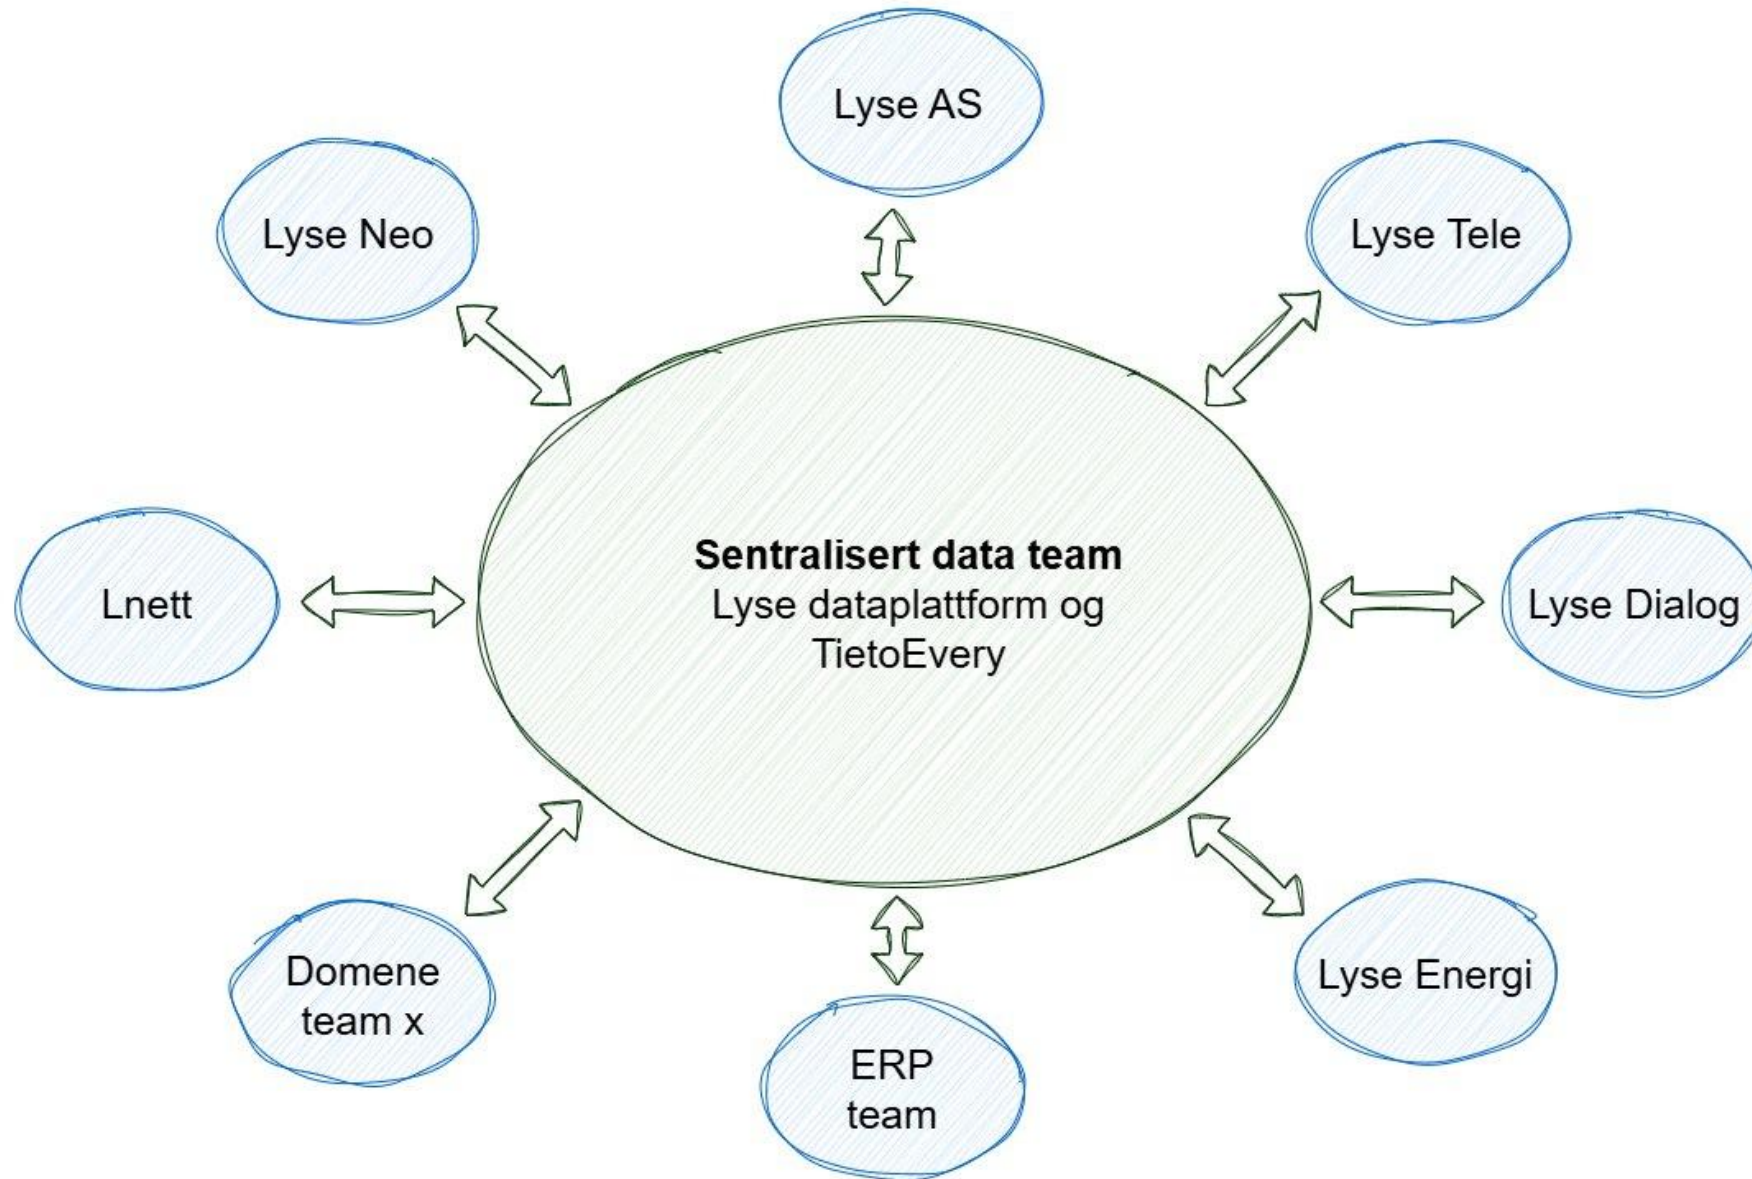 Lyse AS
Lyse Neo
Lyse Tele
Sentralisert data team
Lyse dataplattform og
TietoEvery
Lnett
Lyse Dialog
Domene
team x
Lyse Energi
ERP
team